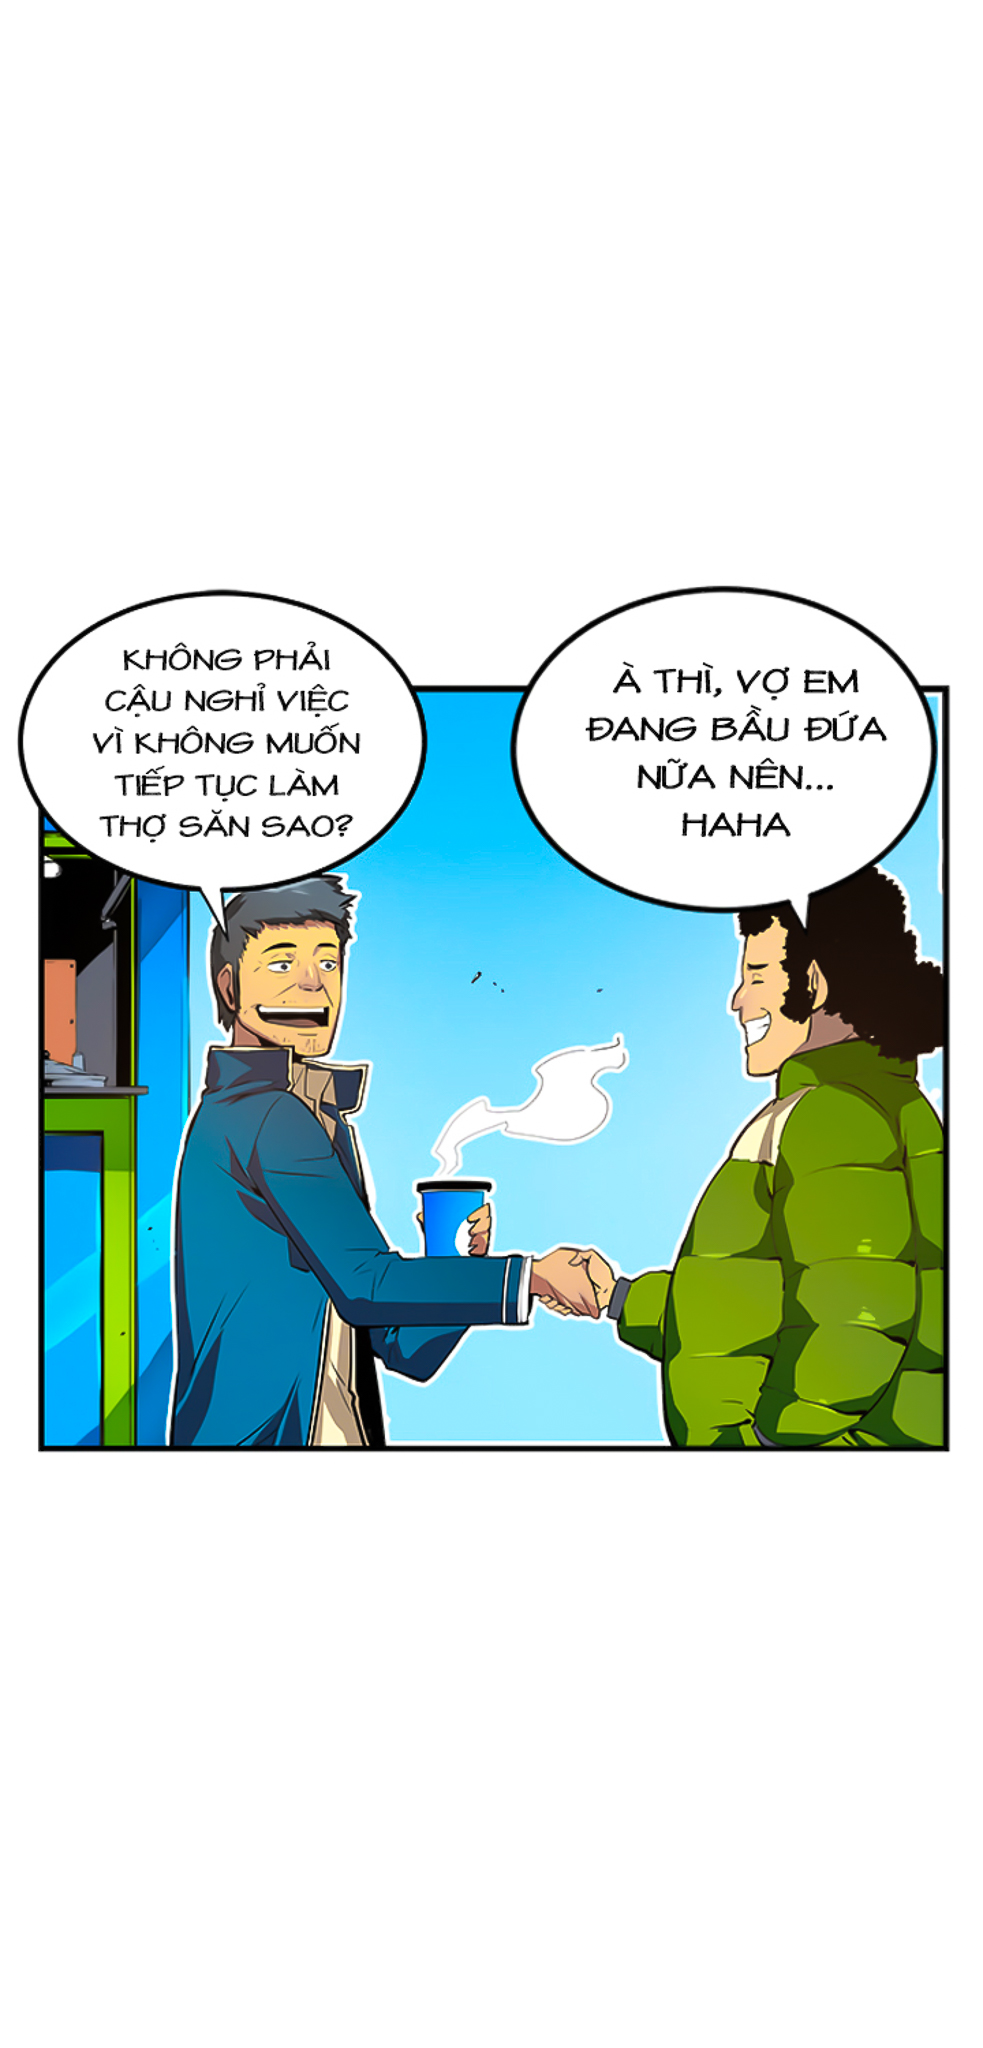 KHÔNG PHẢI
CẬU NGHỈ VIỆC
VÌ KHÔNG MUỐN
TIẾP TỤC LÀM
THỢ SĂN SAO?
À THÌ, VỢ EM
ĐANG BẦU ĐỨA
NỮA NÊN...
HAHA